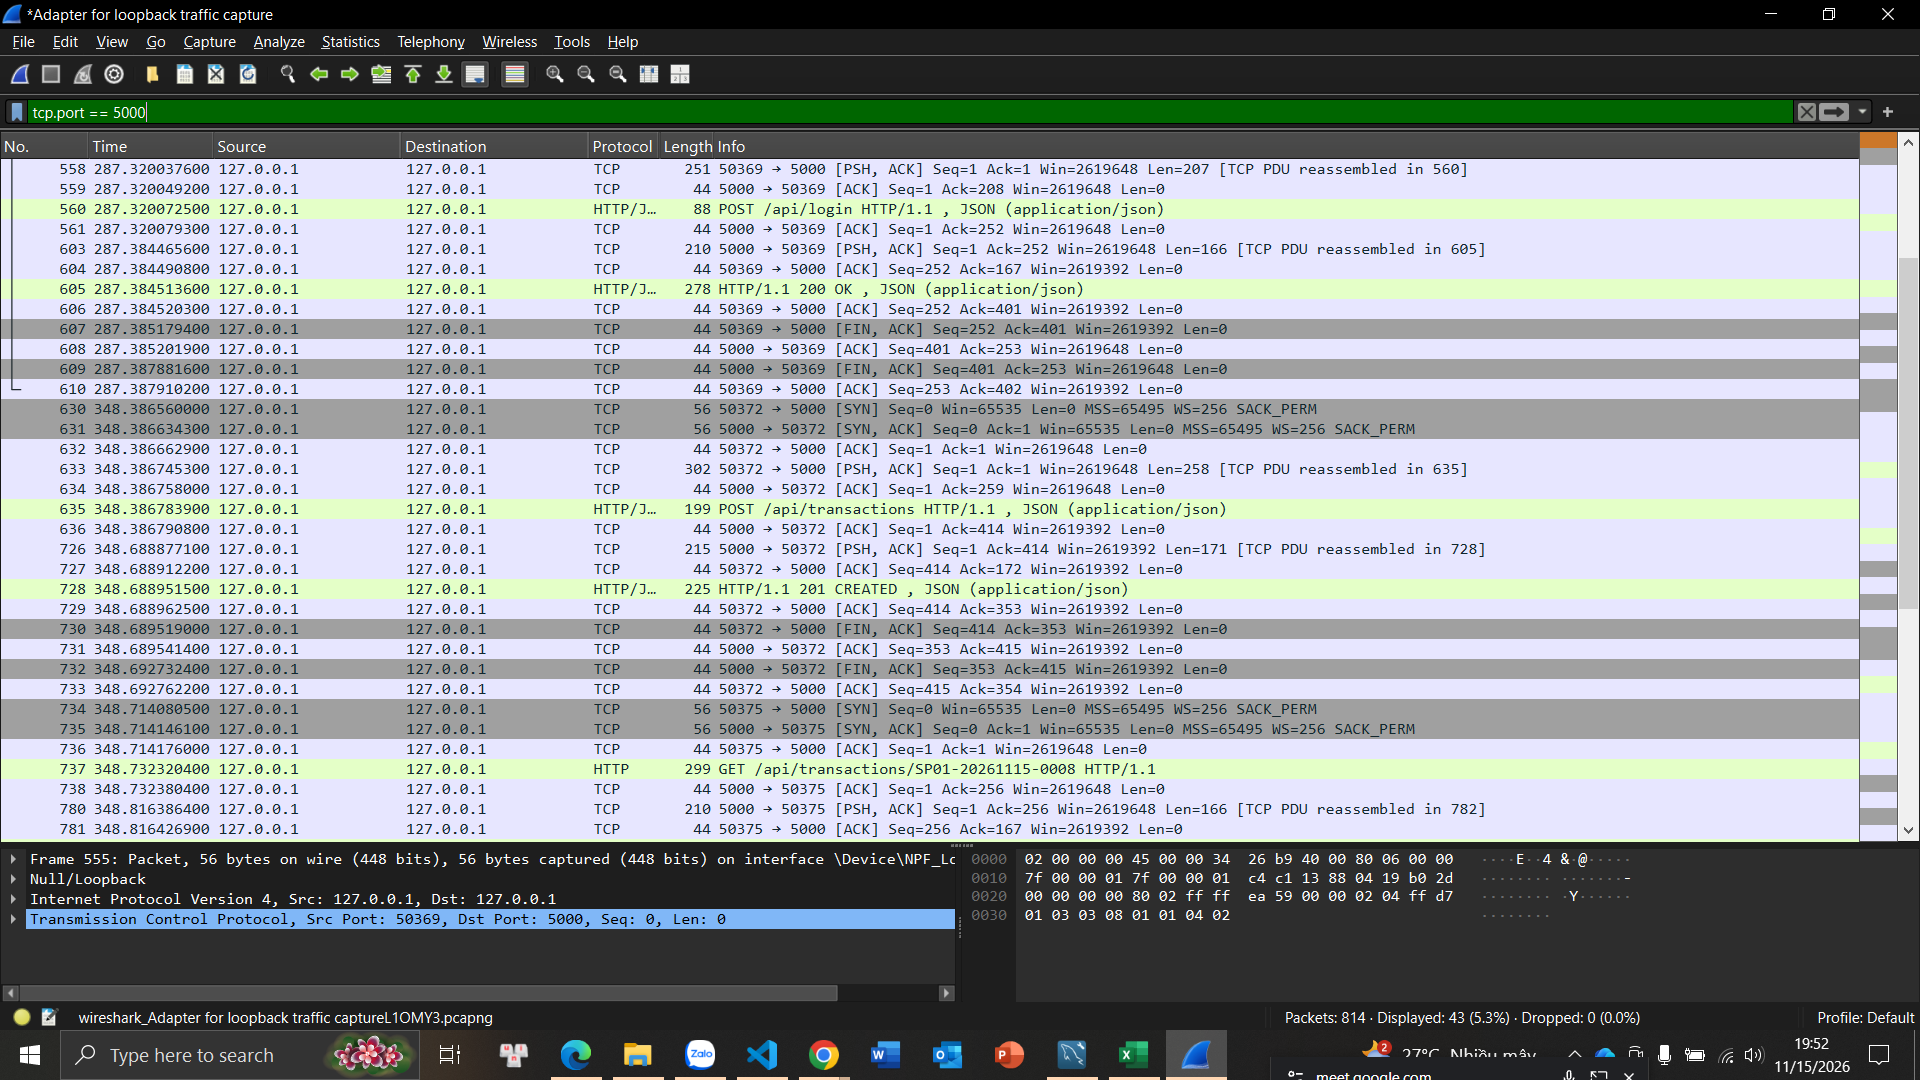 *Adapter for loopback traffic capture
File Edit View Go Capture Analyze Statistics Telephony Wireless Tools Help
tcp.port == 5000
No. Time Source Destination Protocol Length Info
558 287.320037600 127.0.0.1 127.0.0.1 TCP 251 50369 → 5000 [PSH, ACK] Seq=1 Ack=1 Win=2619648 Len=207 [TCP PDU reassembled in 560]
559 287.320049200 127.0.0.1 127.0.0.1 TCP 44 5000 → 50369 [ACK] Seq=1 Ack=208 Win=2619648 Len=0
560 287.320072500 127.0.0.1 127.0.0.1 HTTP/J… 88 POST /api/login HTTP/1.1 , JSON (application/json)
561 287.320079300 127.0.0.1 127.0.0.1 TCP 44 5000 → 50369 [ACK] Seq=1 Ack=252 Win=2619648 Len=0
603 287.384465600 127.0.0.1 127.0.0.1 TCP 210 5000 → 50369 [PSH, ACK] Seq=1 Ack=252 Win=2619648 Len=166 [TCP PDU reassembled in 605]
604 287.384490800 127.0.0.1 127.0.0.1 TCP 44 50369 → 5000 [ACK] Seq=252 Ack=167 Win=2619392 Len=0
605 287.384513600 127.0.0.1 127.0.0.1 HTTP/J… 278 HTTP/1.1 200 OK , JSON (application/json)
606 287.384520300 127.0.0.1 127.0.0.1 TCP 44 50369 → 5000 [ACK] Seq=252 Ack=401 Win=2619392 Len=0
607 287.385179400 127.0.0.1 127.0.0.1 TCP 44 50369 → 5000 [FIN, ACK] Seq=252 Ack=401 Win=2619392 Len=0
608 287.385201900 127.0.0.1 127.0.0.1 TCP 44 5000 → 50369 [ACK] Seq=401 Ack=253 Win=2619648 Len=0
609 287.387881600 127.0.0.1 127.0.0.1 TCP 44 5000 → 50369 [FIN, ACK] Seq=401 Ack=253 Win=2619648 Len=0
610 287.387910200 127.0.0.1 127.0.0.1 TCP 44 50369 → 5000 [ACK] Seq=253 Ack=402 Win=2619392 Len=0
630 348.386560000 127.0.0.1 127.0.0.1 TCP 56 50372 → 5000 [SYN] Seq=0 Win=65535 Len=0 MSS=65495 WS=256 SACK_PERM
631 348.386634300 127.0.0.1 127.0.0.1 TCP 56 5000 → 50372 [SYN, ACK] Seq=0 Ack=1 Win=65535 Len=0 MSS=65495 WS=256 SACK_PERM
632 348.386662900 127.0.0.1 127.0.0.1 TCP 44 50372 → 5000 [ACK] Seq=1 Ack=1 Win=2619648 Len=0
633 348.386745300 127.0.0.1 127.0.0.1 TCP 302 50372 → 5000 [PSH, ACK] Seq=1 Ack=1 Win=2619648 Len=258 [TCP PDU reassembled in 635]
634 348.386758000 127.0.0.1 127.0.0.1 TCP 44 5000 → 50372 [ACK] Seq=1 Ack=259 Win=2619648 Len=0
635 348.386783900 127.0.0.1 127.0.0.1 HTTP/J… 199 POST /api/transactions HTTP/1.1 , JSON (application/json)
636 348.386790800 127.0.0.1 127.0.0.1 TCP 44 5000 → 50372 [ACK] Seq=1 Ack=414 Win=2619392 Len=0
726 348.688877100 127.0.0.1 127.0.0.1 TCP 215 5000 → 50372 [PSH, ACK] Seq=1 Ack=414 Win=2619392 Len=171 [TCP PDU reassembled in 728]
727 348.688912200 127.0.0.1 127.0.0.1 TCP 44 50372 → 5000 [ACK] Seq=414 Ack=172 Win=2619392 Len=0
728 348.688951500 127.0.0.1 127.0.0.1 HTTP/J… 225 HTTP/1.1 201 CREATED , JSON (application/json)
729 348.688962500 127.0.0.1 127.0.0.1 TCP 44 50372 → 5000 [ACK] Seq=414 Ack=353 Win=2619392 Len=0
730 348.689519000 127.0.0.1 127.0.0.1 TCP 44 50372 → 5000 [FIN, ACK] Seq=414 Ack=353 Win=2619392 Len=0
731 348.689541400 127.0.0.1 127.0.0.1 TCP 44 5000 → 50372 [ACK] Seq=353 Ack=415 Win=2619392 Len=0
732 348.692732400 127.0.0.1 127.0.0.1 TCP 44 5000 → 50372 [FIN, ACK] Seq=353 Ack=415 Win=2619392 Len=0
733 348.692762200 127.0.0.1 127.0.0.1 TCP 44 50372 → 5000 [ACK] Seq=415 Ack=354 Win=2619392 Len=0
734 348.714080500 127.0.0.1 127.0.0.1 TCP 56 50375 → 5000 [SYN] Seq=0 Win=65535 Len=0 MSS=65495 WS=256 SACK_PERM
735 348.714146100 127.0.0.1 127.0.0.1 TCP 56 5000 → 50375 [SYN, ACK] Seq=0 Ack=1 Win=65535 Len=0 MSS=65495 WS=256 SACK_PERM
736 348.714176000 127.0.0.1 127.0.0.1 TCP 44 50375 → 5000 [ACK] Seq=1 Ack=1 Win=2619648 Len=0
737 348.732320400 127.0.0.1 127.0.0.1 HTTP 299 GET /api/transactions/SP01-20261115-0008 HTTP/1.1
738 348.732380400 127.0.0.1 127.0.0.1 TCP 44 5000 → 50375 [ACK] Seq=1 Ack=256 Win=2619648 Len=0
780 348.816386400 127.0.0.1 127.0.0.1 TCP 210 5000 → 50375 [PSH, ACK] Seq=1 Ack=256 Win=2619648 Len=166 [TCP PDU reassembled in 782]
781 348.816426900 127.0.0.1 127.0.0.1 TCP 44 50375 → 5000 [ACK] Seq=256 Ack=167 Win=2619392 Len=0
Frame 555: Packet, 56 bytes on wire (448 bits), 56 bytes captured (448 bits) on interface \Device\NPF_Lo
Null/Loopback
Internet Protocol Version 4, Src: 127.0.0.1, Dst: 127.0.0.1
Transmission Control Protocol, Src Port: 50369, Dst Port: 5000, Seq: 0, Len: 0
0000 02 00 00 00 45 00 00 34 26 b9 40 00 80 06 00 00 ····E··4 &·@·····
0010 7f 00 00 01 7f 00 00 01 c4 c1 13 88 04 19 b0 2d ········ ·······-
0020 00 00 00 00 80 02 ff ff ea 59 00 00 02 04 ff d7 ········ ·Y······
0030 01 03 03 08 01 01 04 02 ········
wireshark_Adapter for loopback traffic captureL1OMY3.pcapng
Packets: 814 · Displayed: 43 (5.3%) · Dropped: 0 (0.0%)
Profile: Default
Type here to search
Zalo
2
27°C Nhiều mây
19:52
11/15/2026
meet.google.com